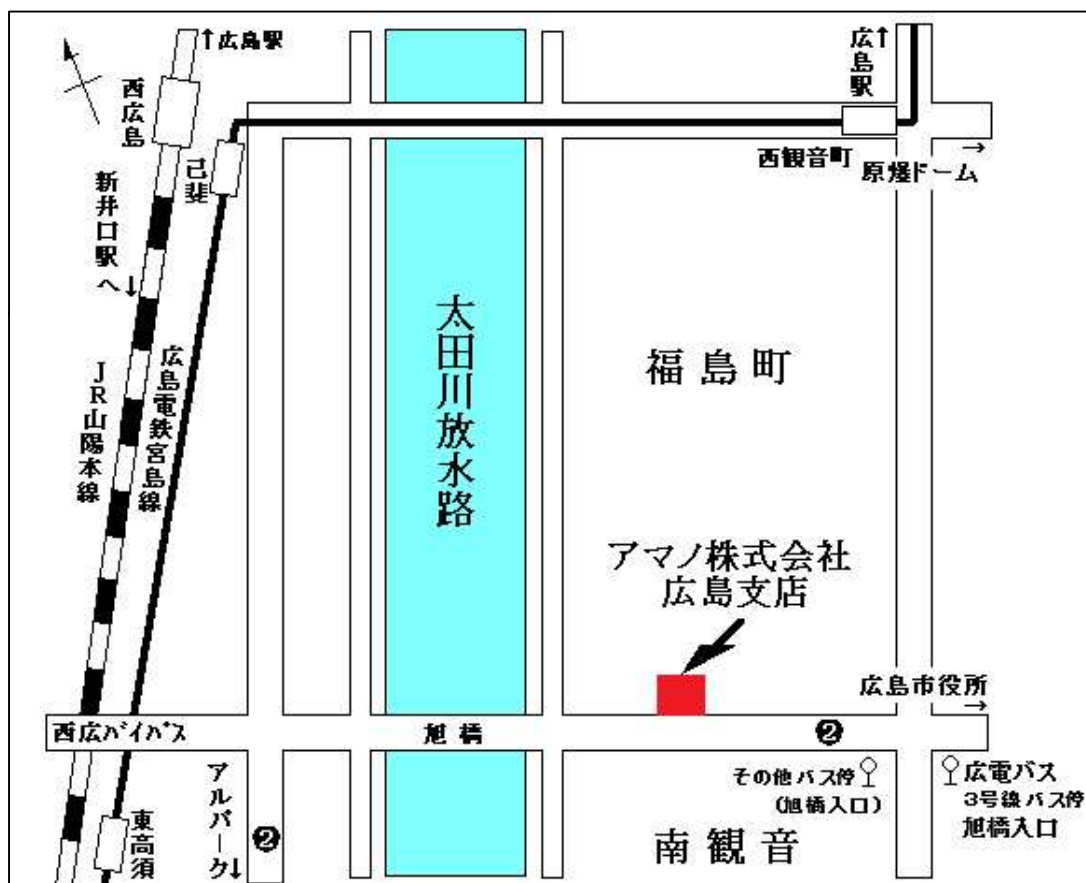 ↑広島駅
西広島
己斐
新井口駅へ↓
JR山陽本線
広島電鉄宮島線
広島駅↑
西観音町
→
原爆ドーム
太田川放水路
福島町
アマノ株式会社
広島支店
広島市役所
→
西広バイパス
旭橋
❷
アルパーク↓
❷
東高須
その他バス停
(旭橋入口)
広電バス
3号線バス停
旭橋入口
南観音